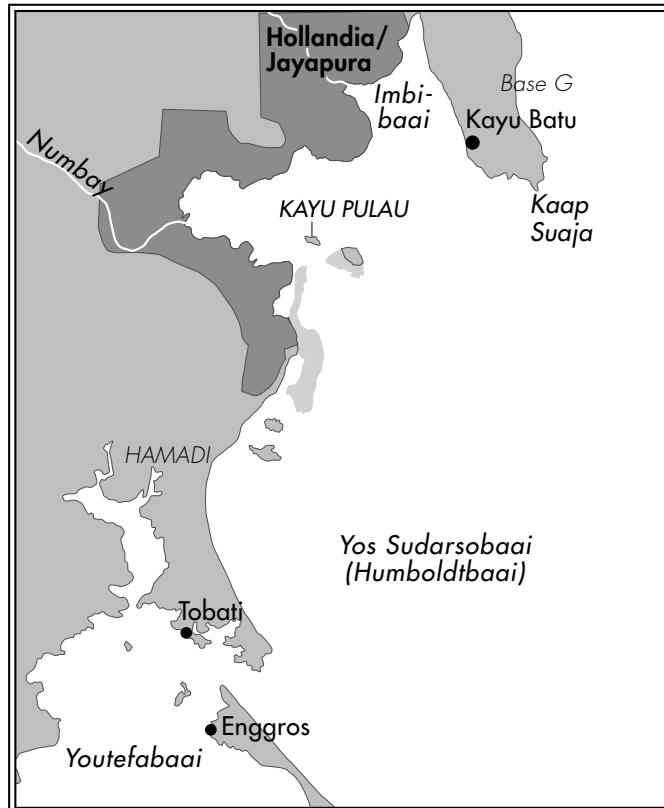 Hollandia/
Jayapura
Imbi-
baai
Base G
Kayu Batu
Numbay
KAYU PULAU
Kaap
Suaja
HAMADI
Yos Sudarsobaai
(Humboldtbaai)
Tobati
Enggros
Youtefabaai